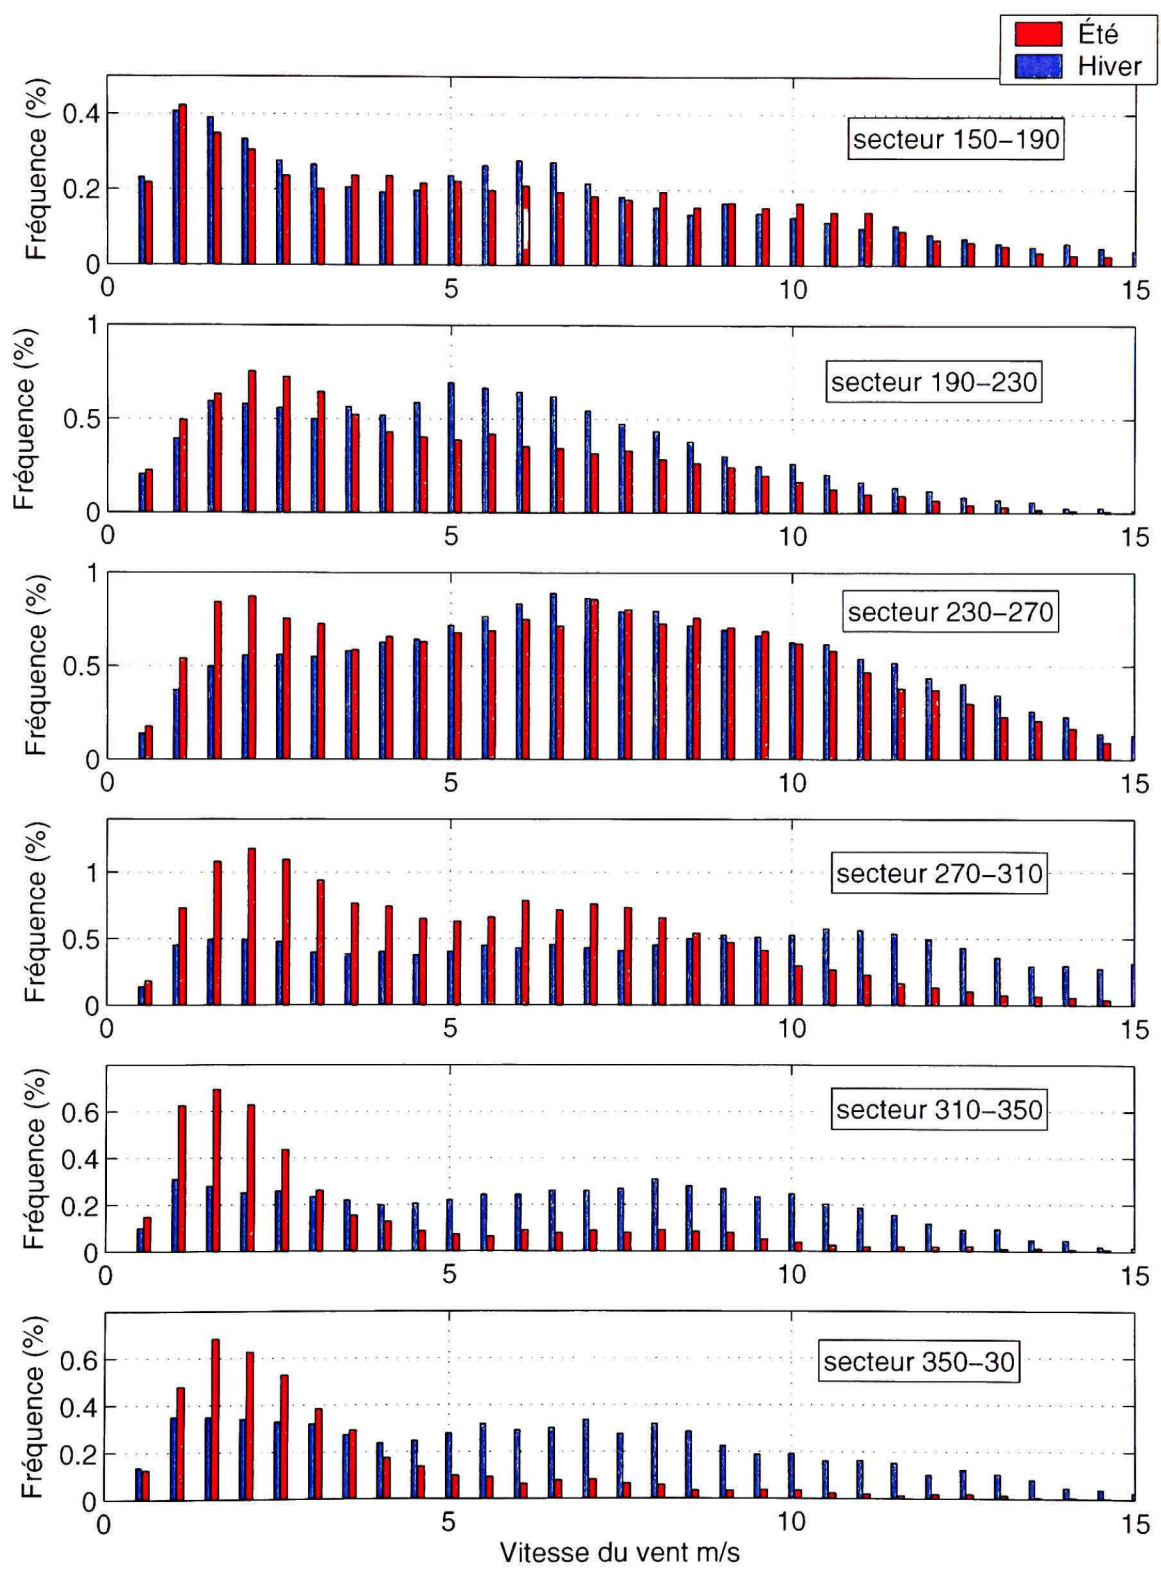 Été
Hiver
Fréquence (%)
0.4
0.2
0
secteur 150–190
0
5
10
15
Fréquence (%)
1
0.5
0
secteur 190–230
0
5
10
15
Fréquence (%)
1
0.5
0
secteur 230–270
0
5
10
15
Fréquence (%)
1
0.5
0
secteur 270–310
0
5
10
15
Fréquence (%)
0.6
0.4
0.2
0
secteur 310–350
0
5
10
15
Fréquence (%)
0.6
0.4
0.2
0
secteur 350–30
0
5
10
15
Vitesse du vent m/s